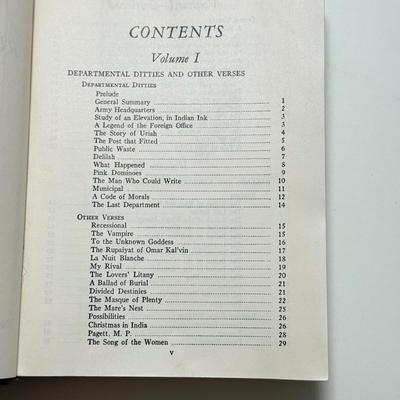 CONTENTS
Volume I
DEPARTMENTAL DITTIES AND OTHER VERSES
DEPARTMENTAL DITTIES
Prelude
General Summary 1
Army Headquarters 2
Study of an Elevation, in Indian Ink 3
A Legend of the Foreign Office 3
The Story of Uriah 4
The Post that Fitted 5
Public Waste 6
Delilah 7
What Happened 8
Pink Dominoes 9
The Man Who Could Write 10
Municipal 11
A Code of Morals 12
The Last Department 14
OTHER VERSES
Recessional 15
The Vampire 15
To the Unknown Goddess 16
The Rupaiyat of Omar Kal'vin 17
La Nuit Blanche 18
My Rival 19
The Lovers' Litany 20
A Ballad of Burial 21
Divided Destinies 21
The Masque of Plenty 22
The Mare's Nest 25
Possibilities 26
Christmas in India 26
Pagett, M. P. 28
The Song of the Women 29
v